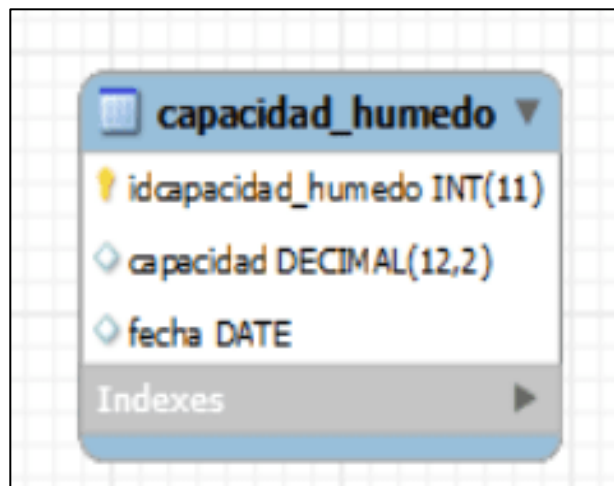 capacidad_humedo
idcapacidad_humedo INT(11)
capacidad DECIMAL(12,2)
fecha DATE
Indexes